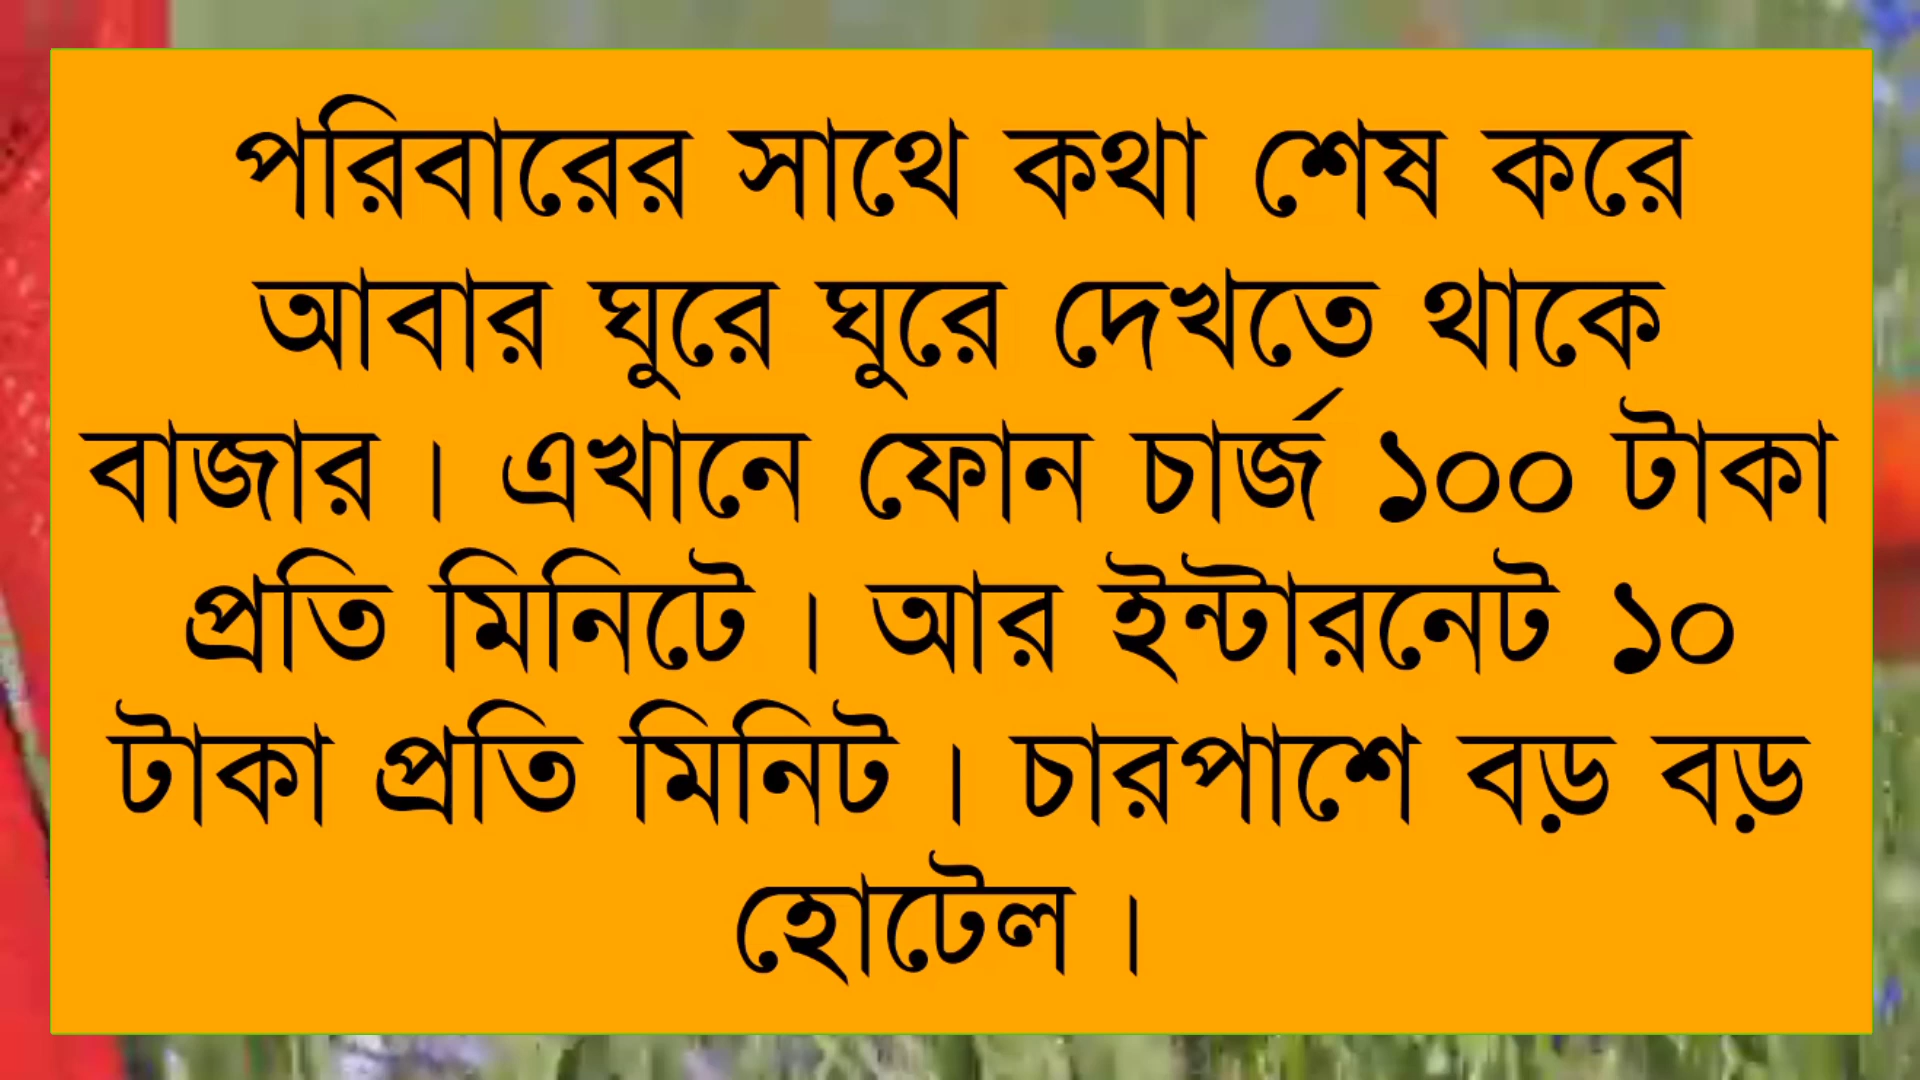 পরিবারের সাথে কথা শেষ করে
আবার ঘুরে ঘুরে দেখতে থাকে
বাজার । এখানে ফোন চার্জ ১০০ টাকা
প্রতি মিনিটে । আর ইন্টারনেট ১০
টাকা প্রতি মিনিট । চারপাশে বড় বড়
হোটেল ।